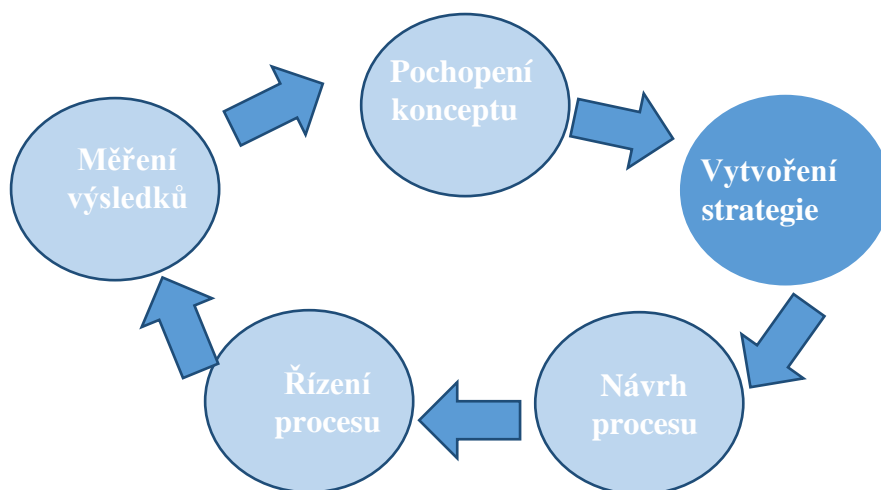 Pochopení
konceptu
Vytvoření
strategie
Návrh
procesu
Řízení
procesu
Měření
výsledků